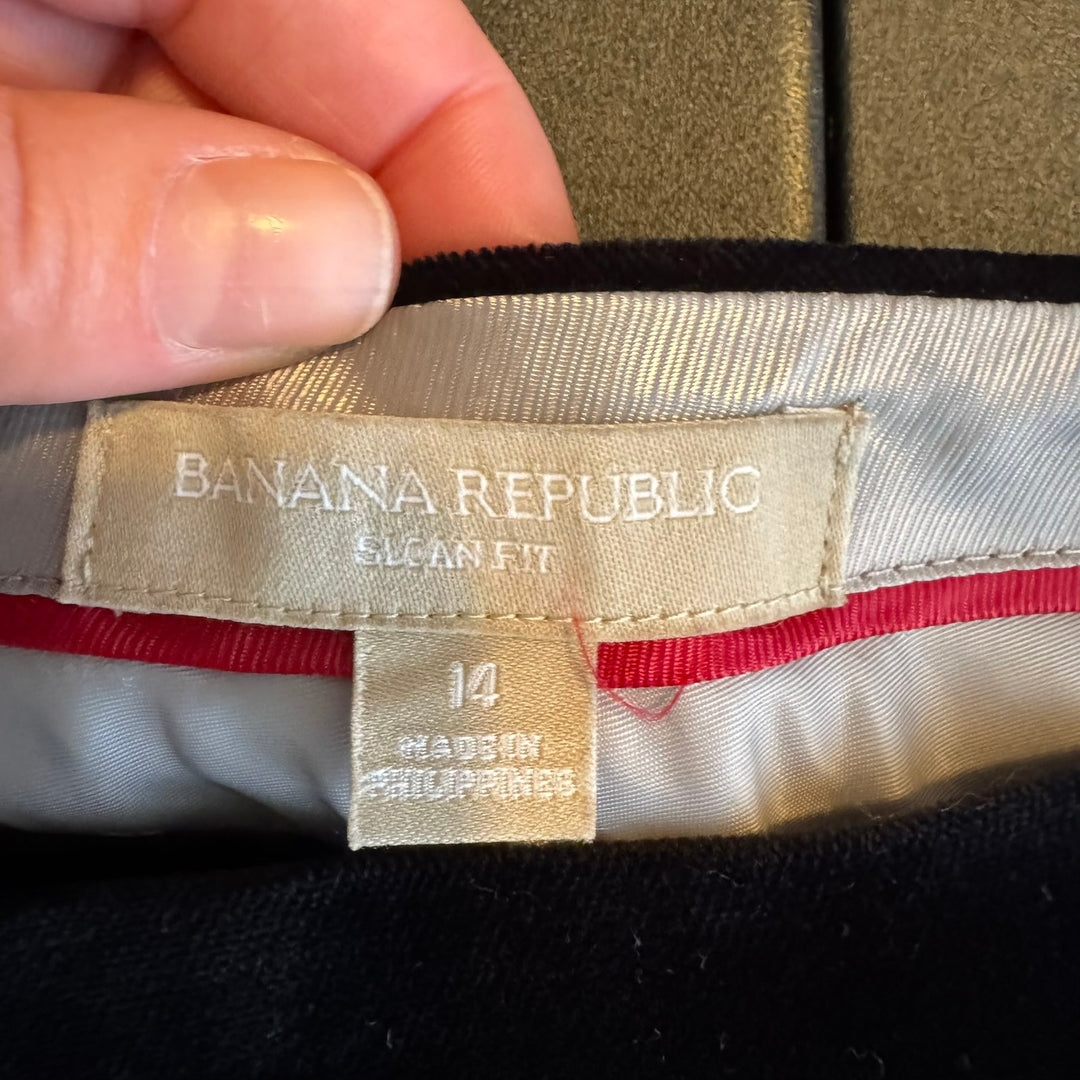 BANANA REPUBLIC
SLOAN FIT
14
MADE IN
PHILIPPINES